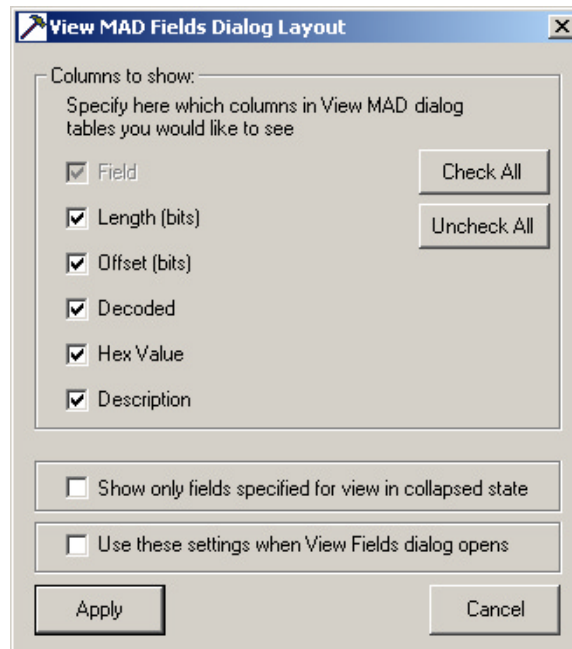 View MAD Fields Dialog Layout
Columns to show:
Specify here which columns in View MAD dialog
tables you would like to see
Field
Check All
Length (bits)
Uncheck All
Offset (bits)
Decoded
Hex Value
Description
Show only fields specified for view in collapsed state
Use these settings when View Fields dialog opens
Apply
Cancel